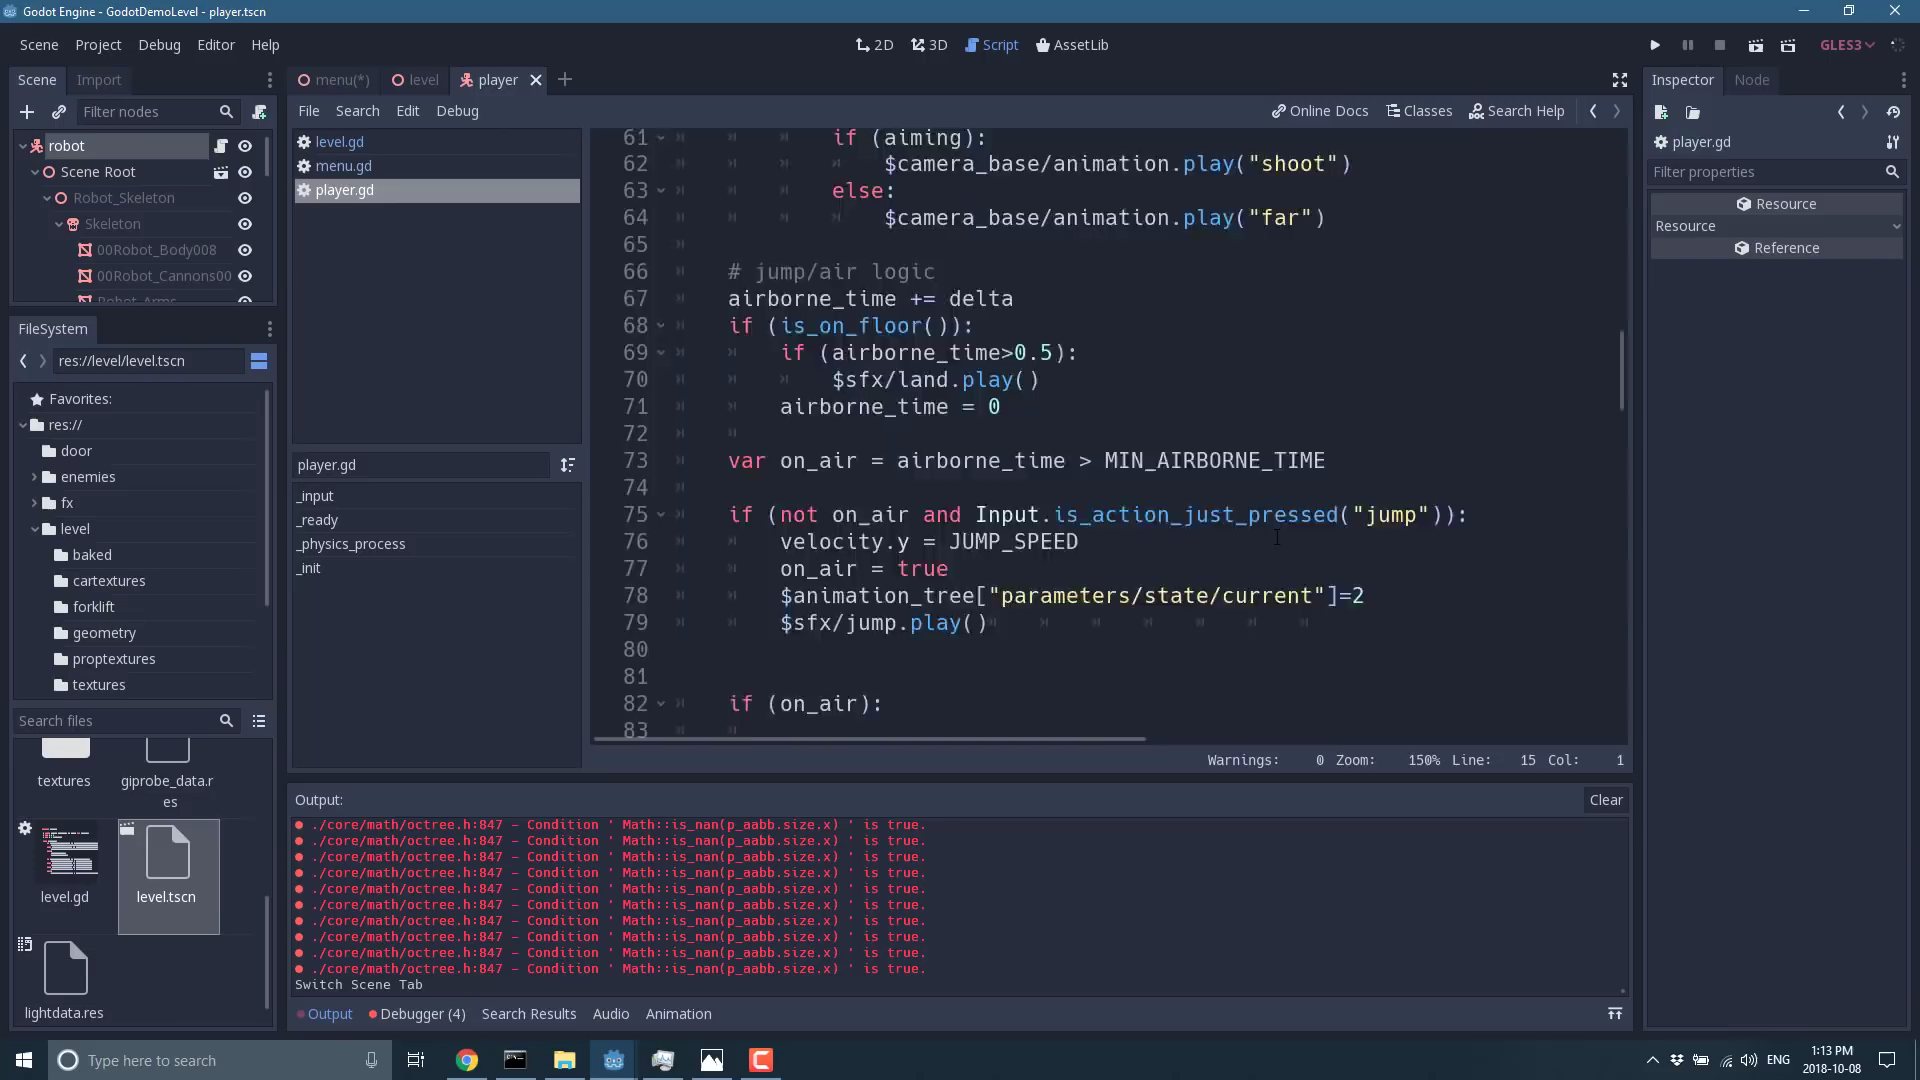 Godot Engine - GodotDemoLevel - player.tscn
Scene Project Debug Editor Help
2D 3D Script AssetLib
GLES3
Scene Import
menu(*) level player
Inspector Node
Filter nodes
File Search Edit Debug
Online Docs Classes Search Help
robot
Scene Root
Robot_Skeleton
Skeleton
00Robot_Body008
00Robot_Cannons00
Robot_Arms
level.gd
menu.gd
player.gd
player.gd
_input
_ready
_physics_process
_init
61 if (aiming):
62 $camera_base/animation.play("shoot")
63 else:
64 $camera_base/animation.play("far")
65
66 # jump/air logic
67 airborne_time += delta
68 if (is_on_floor()):
69 if (airborne_time>0.5):
70 $sfx/land.play()
71 airborne_time = 0
72
73 var on_air = airborne_time > MIN_AIRBORNE_TIME
74
75 if (not on_air and Input.is_action_just_pressed("jump")):
76 velocity.y = JUMP_SPEED
77 on_air = true
78 $animation_tree["parameters/state/current"]=2
79 $sfx/jump.play()
80
81
82 if (on_air):
83
Warnings: 0 Zoom: 150% Line: 15 Col: 1
player.gd
Filter properties
Resource
Resource
Reference
FileSystem
res://level/level.tscn
Favorites:
res://
door
enemies
fx
level
baked
cartextures
forklift
geometry
proptextures
textures
Search files
textures
giprobe_data.r
es
level.gd
level.tscn
lightdata.res
Output:
Clear
./core/math/octree.h:847 - Condition ' Math::is_nan(p_aabb.size.x) ' is true.
./core/math/octree.h:847 - Condition ' Math::is_nan(p_aabb.size.x) ' is true.
./core/math/octree.h:847 - Condition ' Math::is_nan(p_aabb.size.x) ' is true.
./core/math/octree.h:847 - Condition ' Math::is_nan(p_aabb.size.x) ' is true.
./core/math/octree.h:847 - Condition ' Math::is_nan(p_aabb.size.x) ' is true.
./core/math/octree.h:847 - Condition ' Math::is_nan(p_aabb.size.x) ' is true.
./core/math/octree.h:847 - Condition ' Math::is_nan(p_aabb.size.x) ' is true.
./core/math/octree.h:847 - Condition ' Math::is_nan(p_aabb.size.x) ' is true.
./core/math/octree.h:847 - Condition ' Math::is_nan(p_aabb.size.x) ' is true.
./core/math/octree.h:847 - Condition ' Math::is_nan(p_aabb.size.x) ' is true.
Switch Scene Tab
Output Debugger (4) Search Results Audio Animation
Type here to search
ENG
1:13 PM
2018-10-08